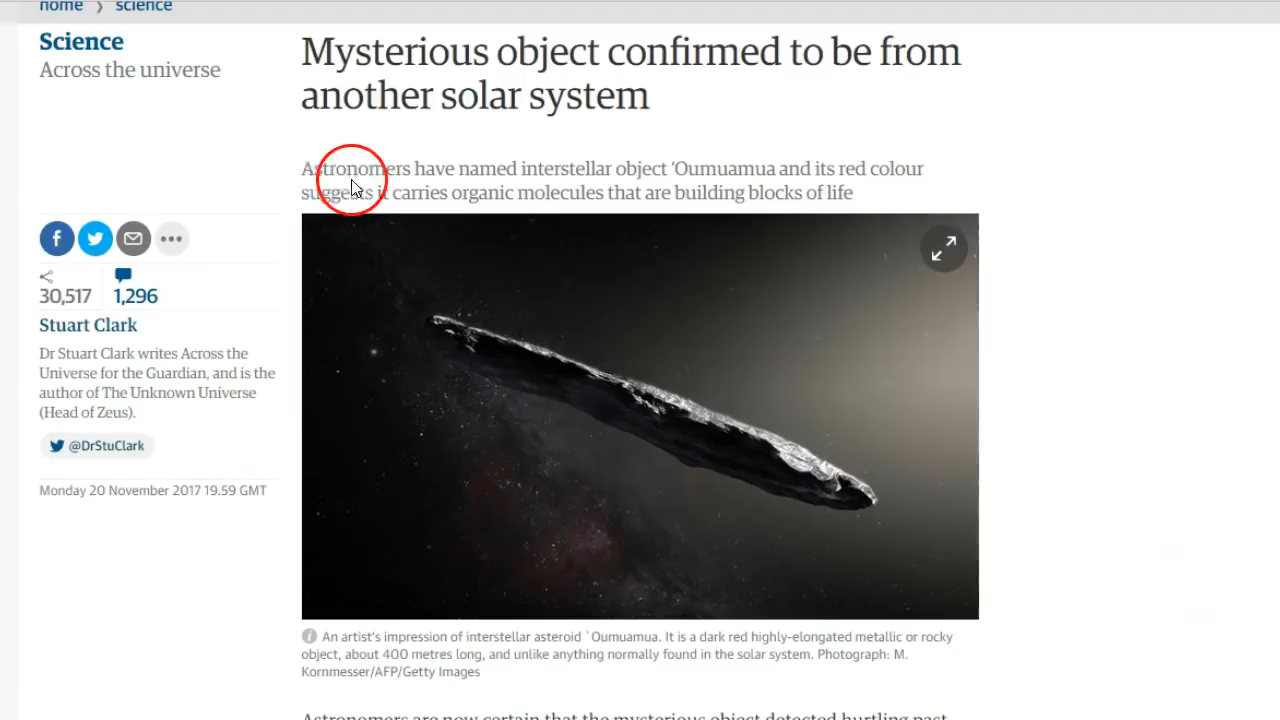 home › science
Science
Across the universe
Mysterious object confirmed to be from
another solar system
Astronomers have named interstellar object 'Oumuamua and its red colour
suggests it carries organic molecules that are building blocks of life
30,517
1,296
Stuart Clark
Dr Stuart Clark writes Across the
Universe for the Guardian, and is the
author of The Unknown Universe
(Head of Zeus).
@DrStuClark
Monday 20 November 2017 19.59 GMT
An artist's impression of interstellar asteroid `Oumuamua. It is a dark red highly-elongated metallic or rocky
object, about 400 metres long, and unlike anything normally found in the solar system. Photograph: M.
Kornmesser/AFP/Getty Images
Astronomers are now certain that the mysterious object detected hurtling past